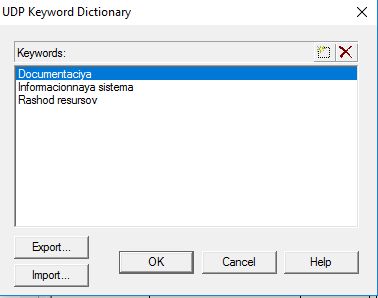 UDP Keyword Dictionary
Keywords:
Documentaciya
Informacionnaya sistema
Rashod resursov
Export...
Import...
OK
Cancel
Help